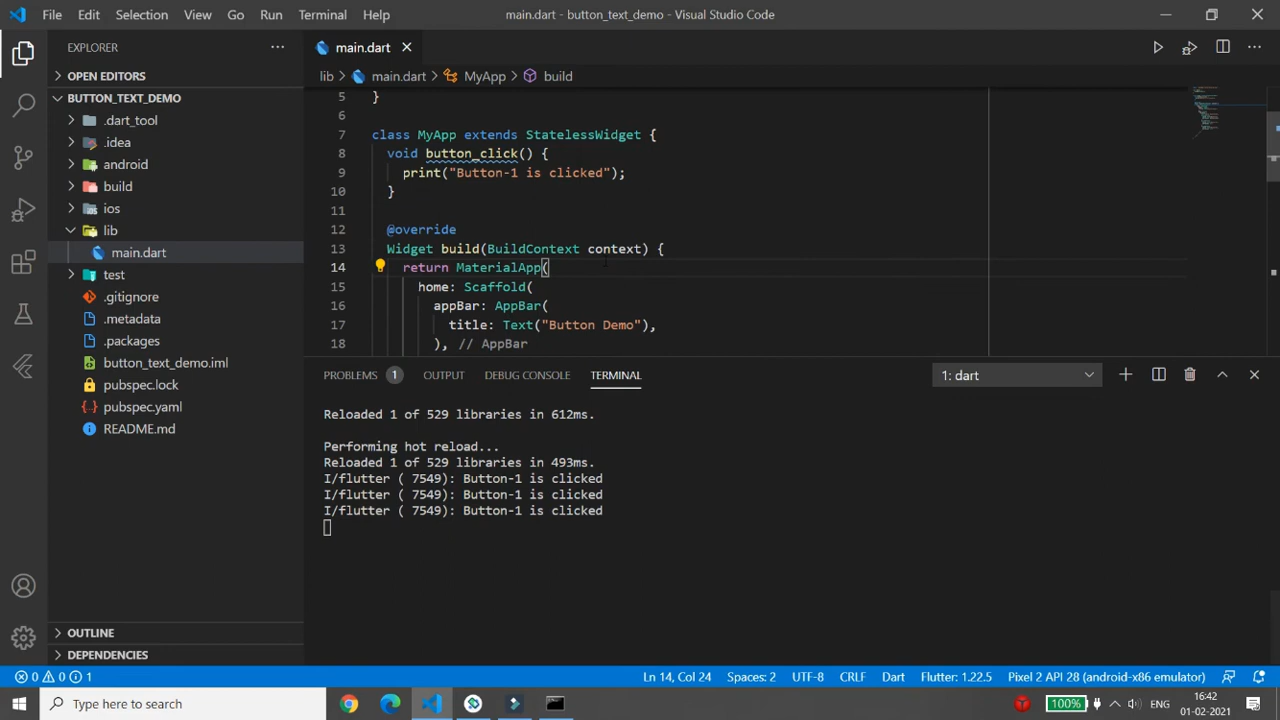 File Edit Selection View Go Run Terminal Help main.dart - button_text_demo - Visual Studio Code
EXPLORER
OPEN EDITORS
BUTTON_TEXT_DEMO
.dart_tool
.idea
android
build
ios
lib
main.dart
test
.gitignore
.metadata
.packages
button_text_demo.iml
pubspec.lock
pubspec.yaml
README.md
OUTLINE
DEPENDENCIES
main.dart
lib main.dart MyApp build
5 }
6
7 class MyApp extends StatelessWidget {
8 void button_click() {
9 print("Button-1 is clicked");
10 }
11
12 @override
13 Widget build(BuildContext context) {
14 return MaterialApp(
15 home: Scaffold(
16 appBar: AppBar(
17 title: Text("Button Demo"),
18 ), // AppBar
PROBLEMS 1 OUTPUT DEBUG CONSOLE TERMINAL 1: dart
Reloaded 1 of 529 libraries in 612ms.
Performing hot reload...
Reloaded 1 of 529 libraries in 493ms.
I/flutter ( 7549): Button-1 is clicked
I/flutter ( 7549): Button-1 is clicked
I/flutter ( 7549): Button-1 is clicked
0 0 1 Ln 14, Col 24 Spaces: 2 UTF-8 CRLF Dart Flutter: 1.22.5 Pixel 2 API 28 (android-x86 emulator)
Type here to search 100% ENG 16:42
01-02-2021